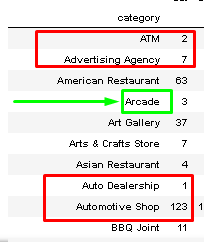 category
ATM 2
Advertising Agency 7
American Restaurant 63
Arcade 3
Art Gallery 37
Arts & Crafts Store 7
Asian Restaurant 4
Auto Dealership 1
Automotive Shop 123 1
BBQ Joint 11